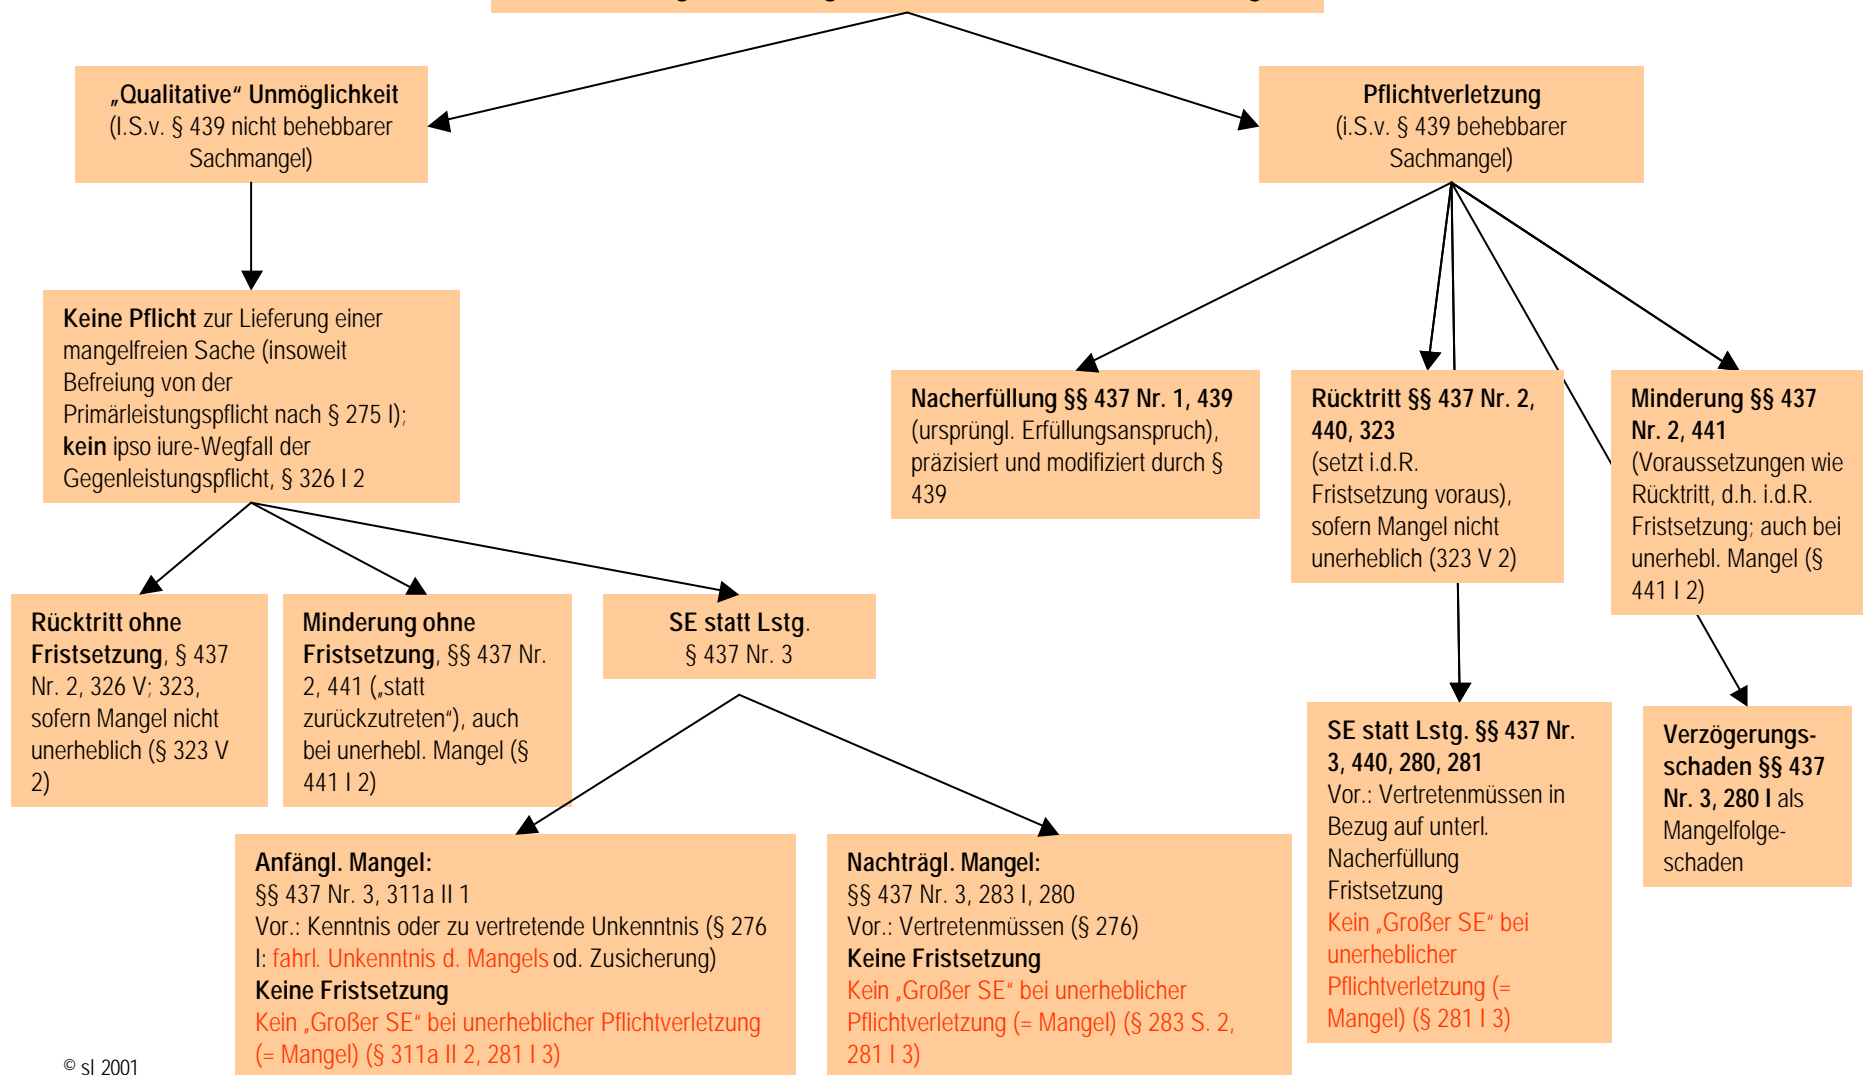 „Qualitative“ Unmöglichkeit
(I.S.v. § 439 nicht behebbarer
Sachmangel)
Pflichtverletzung
(i.S.v. § 439 behebbarer
Sachmangel)
Keine Pflicht zur Lieferung einer
mangelfreien Sache (insoweit
Befreiung von der
Primärleistungspflicht nach § 275 I);
kein ipso iure-Wegfall der
Gegenleistungspflicht, § 326 I 2
Nacherfüllung §§ 437 Nr. 1, 439
(ursprüngl. Erfüllungsanspruch),
präzisiert und modifiziert durch §
439
Rücktritt §§ 437 Nr. 2,
440, 323
(setzt i.d.R.
Fristsetzung voraus),
sofern Mangel nicht
unerheblich (323 V 2)
Minderung §§ 437
Nr. 2, 441
(Voraussetzungen wie
Rücktritt, d.h. i.d.R.
Fristsetzung; auch bei
unerhebl. Mangel (§
441 I 2)
Rücktritt ohne
Fristsetzung, § 437
Nr. 2, 326 V; 323,
sofern Mangel nicht
unerheblich (§ 323 V
2)
Minderung ohne
Fristsetzung, §§ 437 Nr.
2, 441 („statt
zurückzutreten“), auch
bei unerhebl. Mangel (§
441 I 2)
SE statt Lstg.
§ 437 Nr. 3
SE statt Lstg. §§ 437 Nr.
3, 440, 280, 281
Vor.: Vertretenmüssen in
Bezug auf unterl.
Nacherfüllung
Fristsetzung
Kein „Großer SE“ bei
unerheblicher
Pflichtverletzung (=
Mangel) (§ 281 I 3)
Verzögerungs-
schaden §§ 437
Nr. 3, 280 I als
Mangelfolge-
schaden
Anfängl. Mangel:
§§ 437 Nr. 3, 311a II 1
Vor.: Kenntnis oder zu vertretende Unkenntnis (§ 276
I: fahrl. Unkenntnis d. Mangels od. Zusicherung)
Keine Fristsetzung
Kein „Großer SE“ bei unerheblicher Pflichtverletzung
(= Mangel) (§ 311a II 2, 281 I 3)
Nachträgl. Mangel:
§§ 437 Nr. 3, 283 I, 280
Vor.: Vertretenmüssen (§ 276)
Keine Fristsetzung
Kein „Großer SE“ bei unerheblicher
Pflichtverletzung (= Mangel) (§ 283 S. 2,
281 I 3)
© sl 2001